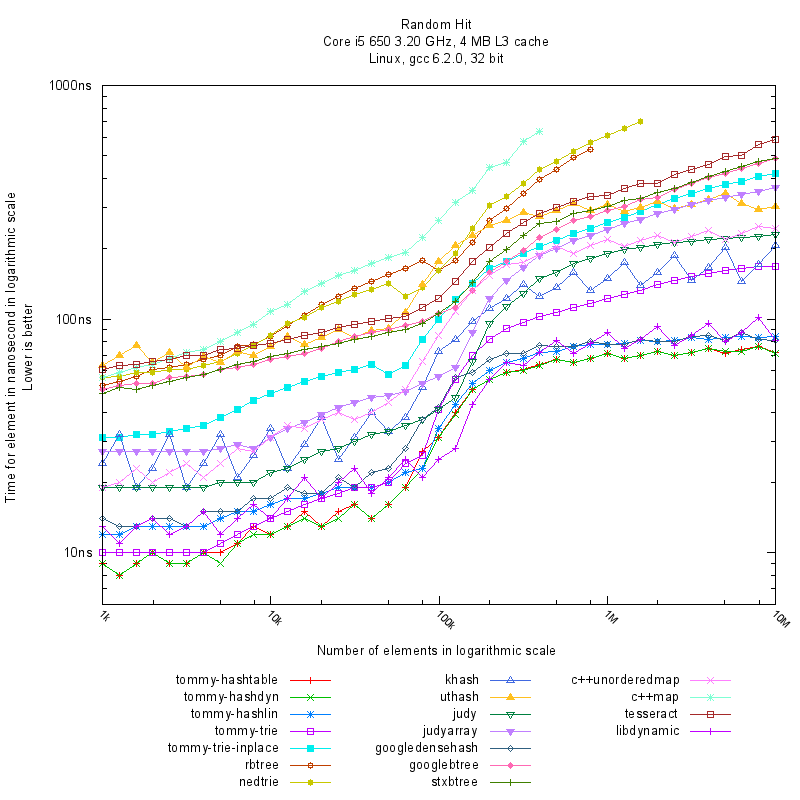 Random Hit
Core i5 650 3.20 GHz, 4 MB L3 cache
Linux, gcc 6.2.0, 32 bit
Time for element in nanosecond in logarithmic scale
Lower is better
1000ns
100ns
10ns
1k
10k
100k
1M
10M
Number of elements in logarithmic scale
tommy-hashtable
tommy-hashdyn
tommy-hashlin
tommy-trie
tommy-trie-inplace
rbtree
nedtrie
khash
uthash
judy
judyarray
googledensehash
googlebtree
stxbtree
c++unorderedmap
c++map
tesseract
libdynamic